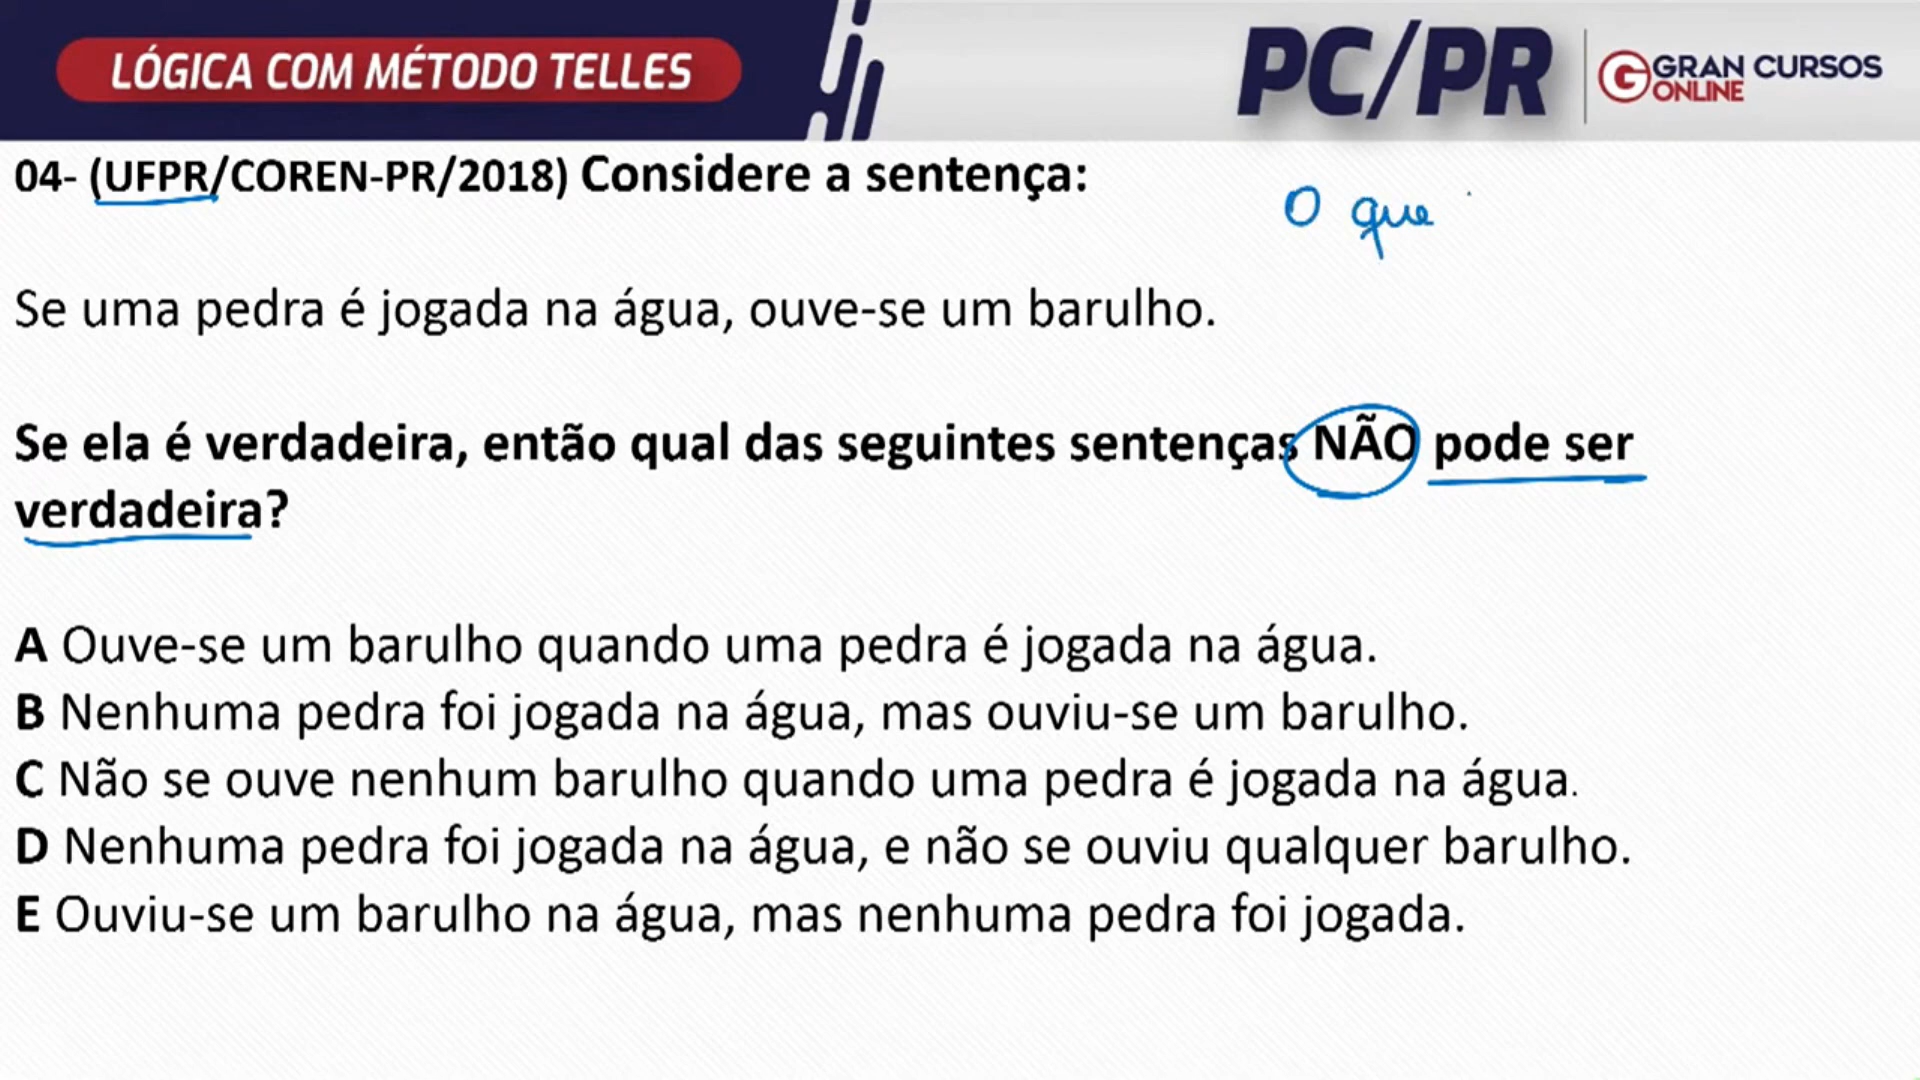 LÓGICA COM MÉTODO TELLES
PC/PR
GRAN CURSOS
ONLINE
04- (UFPR/COREN-PR/2018) Considere a sentença:
O que
Se uma pedra é jogada na água, ouve-se um barulho.
Se ela é verdadeira, então qual das seguintes sentenças NÃO pode ser
verdadeira?
A Ouve-se um barulho quando uma pedra é jogada na água.
B Nenhuma pedra foi jogada na água, mas ouviu-se um barulho.
C Não se ouve nenhum barulho quando uma pedra é jogada na água.
D Nenhuma pedra foi jogada na água, e não se ouviu qualquer barulho.
E Ouviu-se um barulho na água, mas nenhuma pedra foi jogada.